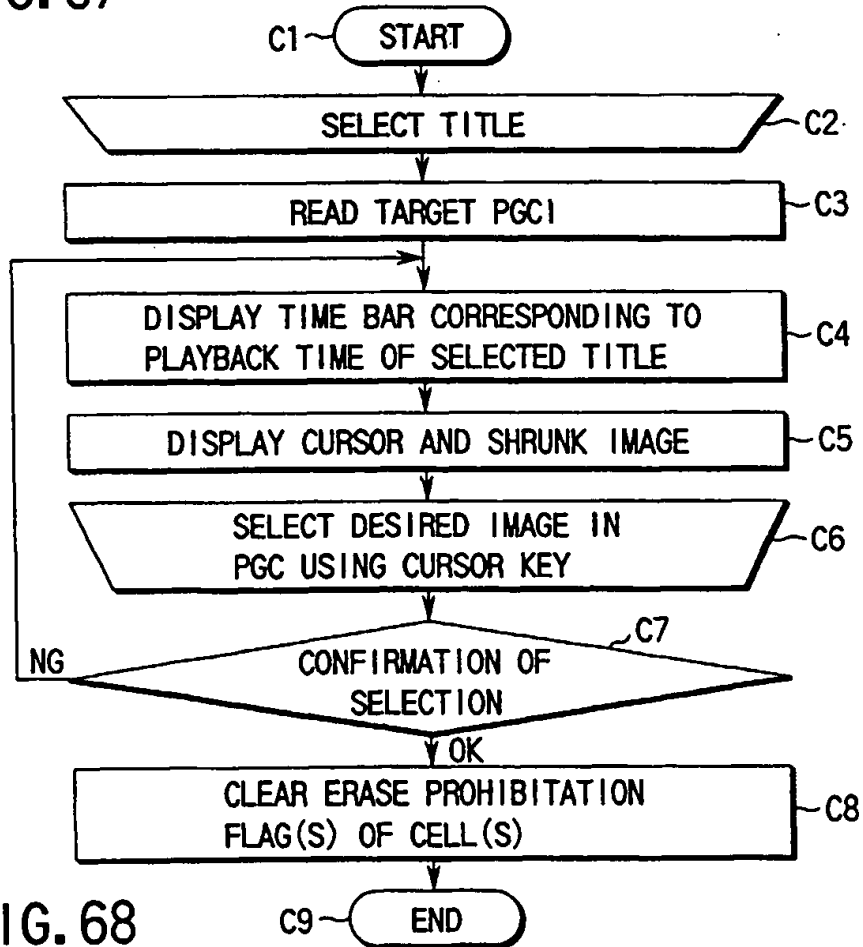 C1
START
SELECT TITLE
C2
READ TARGET PGCI
C3
DISPLAY TIME BAR CORRESPONDING TO
PLAYBACK TIME OF SELECTED TITLE
C4
DISPLAY CURSOR AND SHRUNK IMAGE
C5
SELECT DESIRED IMAGE IN
PGC USING CURSOR KEY
C6
C7
NG
CONFIRMATION OF
SELECTION
OK
CLEAR ERASE PROHIBITATION
FLAG(S) OF CELL(S)
C8
IG. 68
C9
END